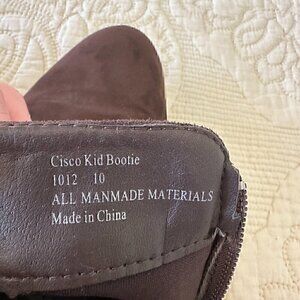 Cisco Kid Bootie
1012 10
ALL MANMADE MATERIALS
Made in China